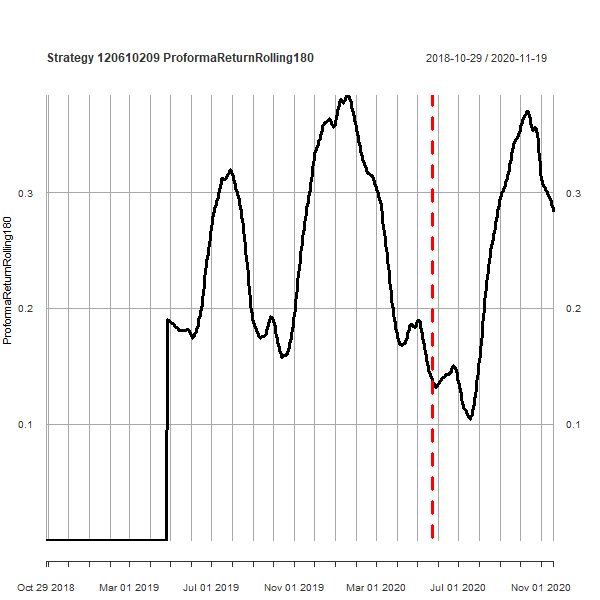 Strategy 120610209 ProformaReturnRolling180
2018-10-29 / 2020-11-19
ProformaReturnRolling180
0.3
0.3
0.2
0.2
0.1
0.1
Oct 29 2018
Mar 01 2019
Jul 01 2019
Nov 01 2019
Mar 01 2020
Jul 01 2020
Nov 01 2020